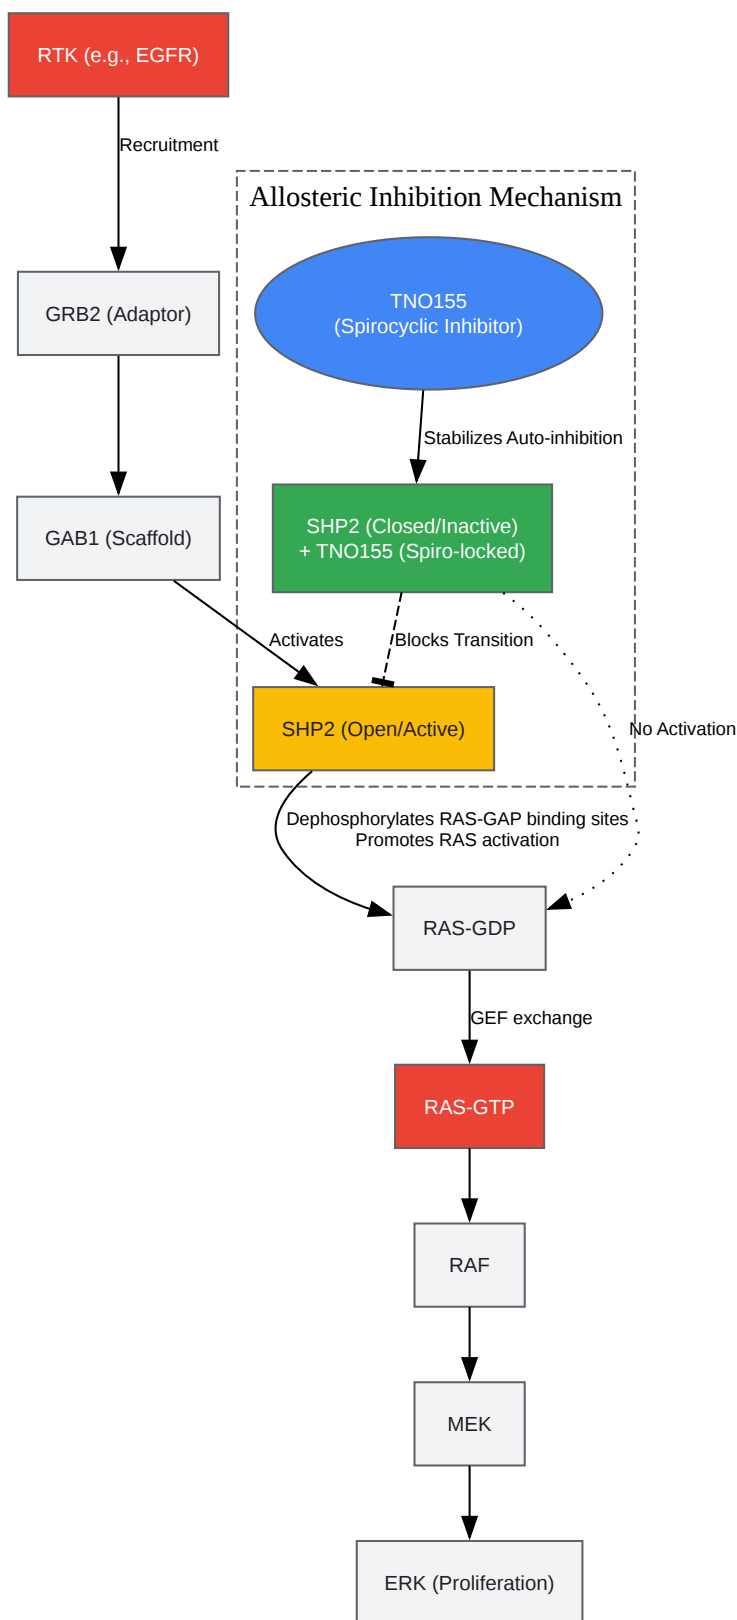 RTK (e.g., EGFR)
Recruitment
Allosteric Inhibition Mechanism
GRB2 (Adaptor)
TNO155
(Spirocyclic Inhibitor)
Stabilizes Auto-inhibition
GAB1 (Scaffold)
SHP2 (Closed/Inactive)
+ TNO155 (Spiro-locked)
Activates
Blocks Transition
SHP2 (Open/Active)
No Activation
Dephosphorylates RAS-GAP binding sites
Promotes RAS activation
RAS-GDP
GEF exchange
RAS-GTP
RAF
MEK
ERK (Proliferation)